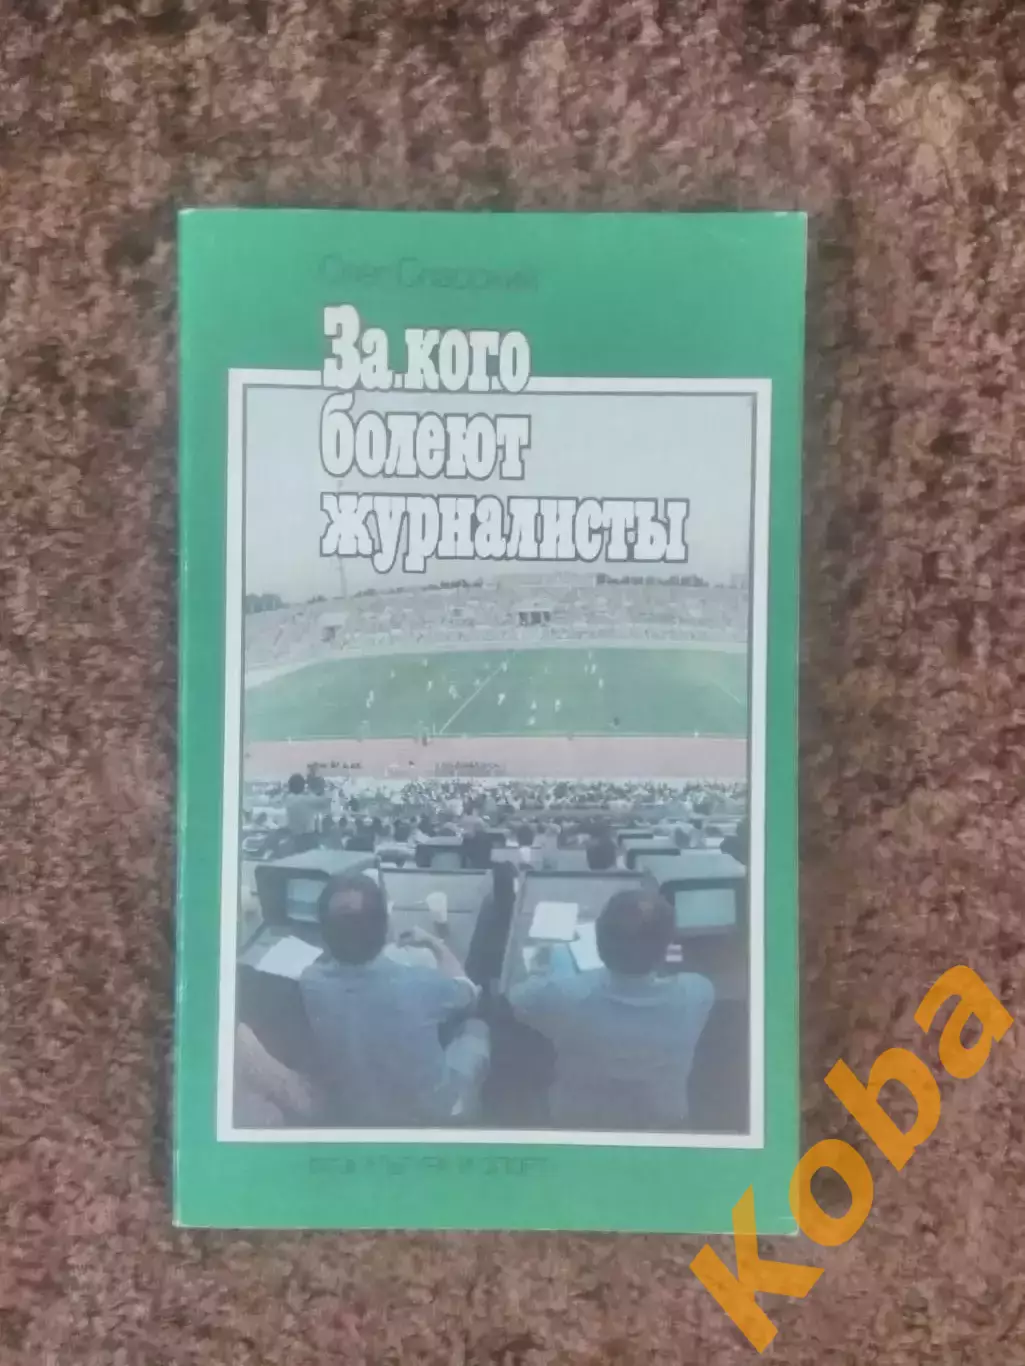 Олег Спасский
За кого
болеют
журналисты
ФИЗКУЛЬТУРА И СПОРТ
Koba